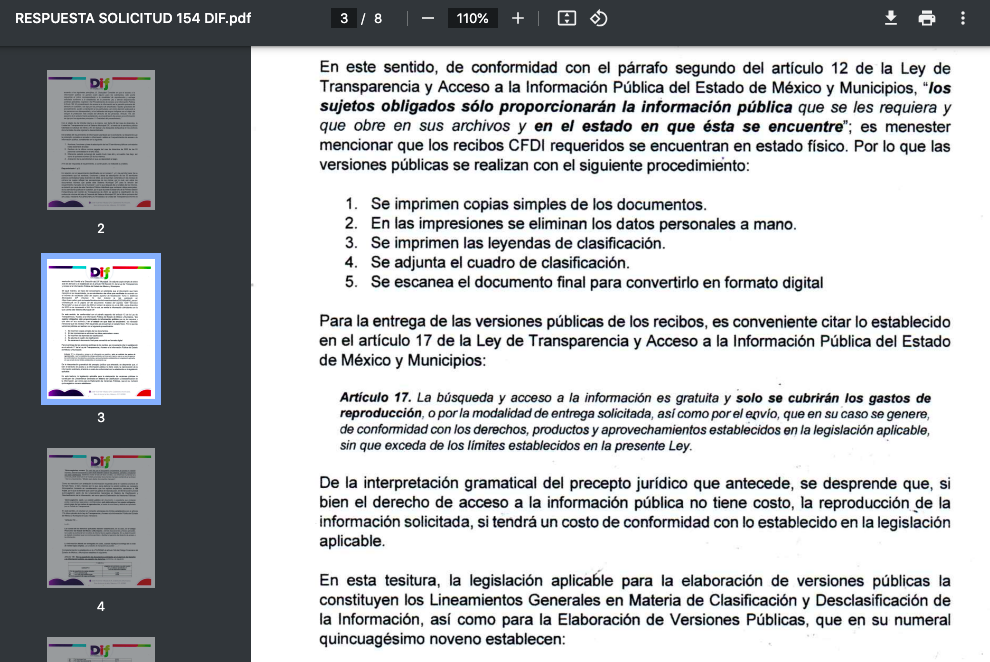 RESPUESTA SOLICITUD 154 DIF.pdf
3 / 8
110%
Dif
2
Dif
3
Dif
4
Dif
En este sentido, de conformidad con el párrafo segundo del artículo 12 de la Ley de
Transparencia y Acceso a la Información Pública del Estado de México y Municipios, “los
sujetos obligados sólo proporcionarán la información pública que se les requiera y
que obre en sus archivos y en el estado en que ésta se encuentre”; es menester
mencionar que los recibos CFDI requeridos se encuentran en estado físico. Por lo que las
versiones públicas se realizan con el siguiente procedimiento:
1. Se imprimen copias simples de los documentos.
2. En las impresiones se eliminan los datos personales a mano.
3. Se imprimen las leyendas de clasificación.
4. Se adjunta el cuadro de clasificación.
5. Se escanea el documento final para convertirlo en formato digital
Para la entrega de las versiones públicas de los recibos, es conveniente citar lo establecido
en el artículo 17 de la Ley de Transparencia y Acceso a la Información Pública del Estado
de México y Municipios:
Artículo 17. La búsqueda y acceso a la información es gratuita y solo se cubrirán los gastos de
reproducción, o por la modalidad de entrega solicitada, así como por el envío, que en su caso se genere,
de conformidad con los derechos, productos y aprovechamientos establecidos en la legislación aplicable,
sin que exceda de los límites establecidos en la presente Ley.
De la interpretación gramatical del precepto jurídico que antecede, se desprende que, si
bien el derecho de acceso a la información pública no tiene costo, la reproducción de la
información solicitada, si tendrá un costo de conformidad con lo establecido en la legislación
aplicable.
En esta tesitura, la legislación aplicable para la elaboración de versiones públicas la
constituyen los Lineamientos Generales en Materia de Clasificación y Desclasificación de
la Información, así como para la Elaboración de Versiones Públicas, que en su numeral
quincuagésimo noveno establecen: